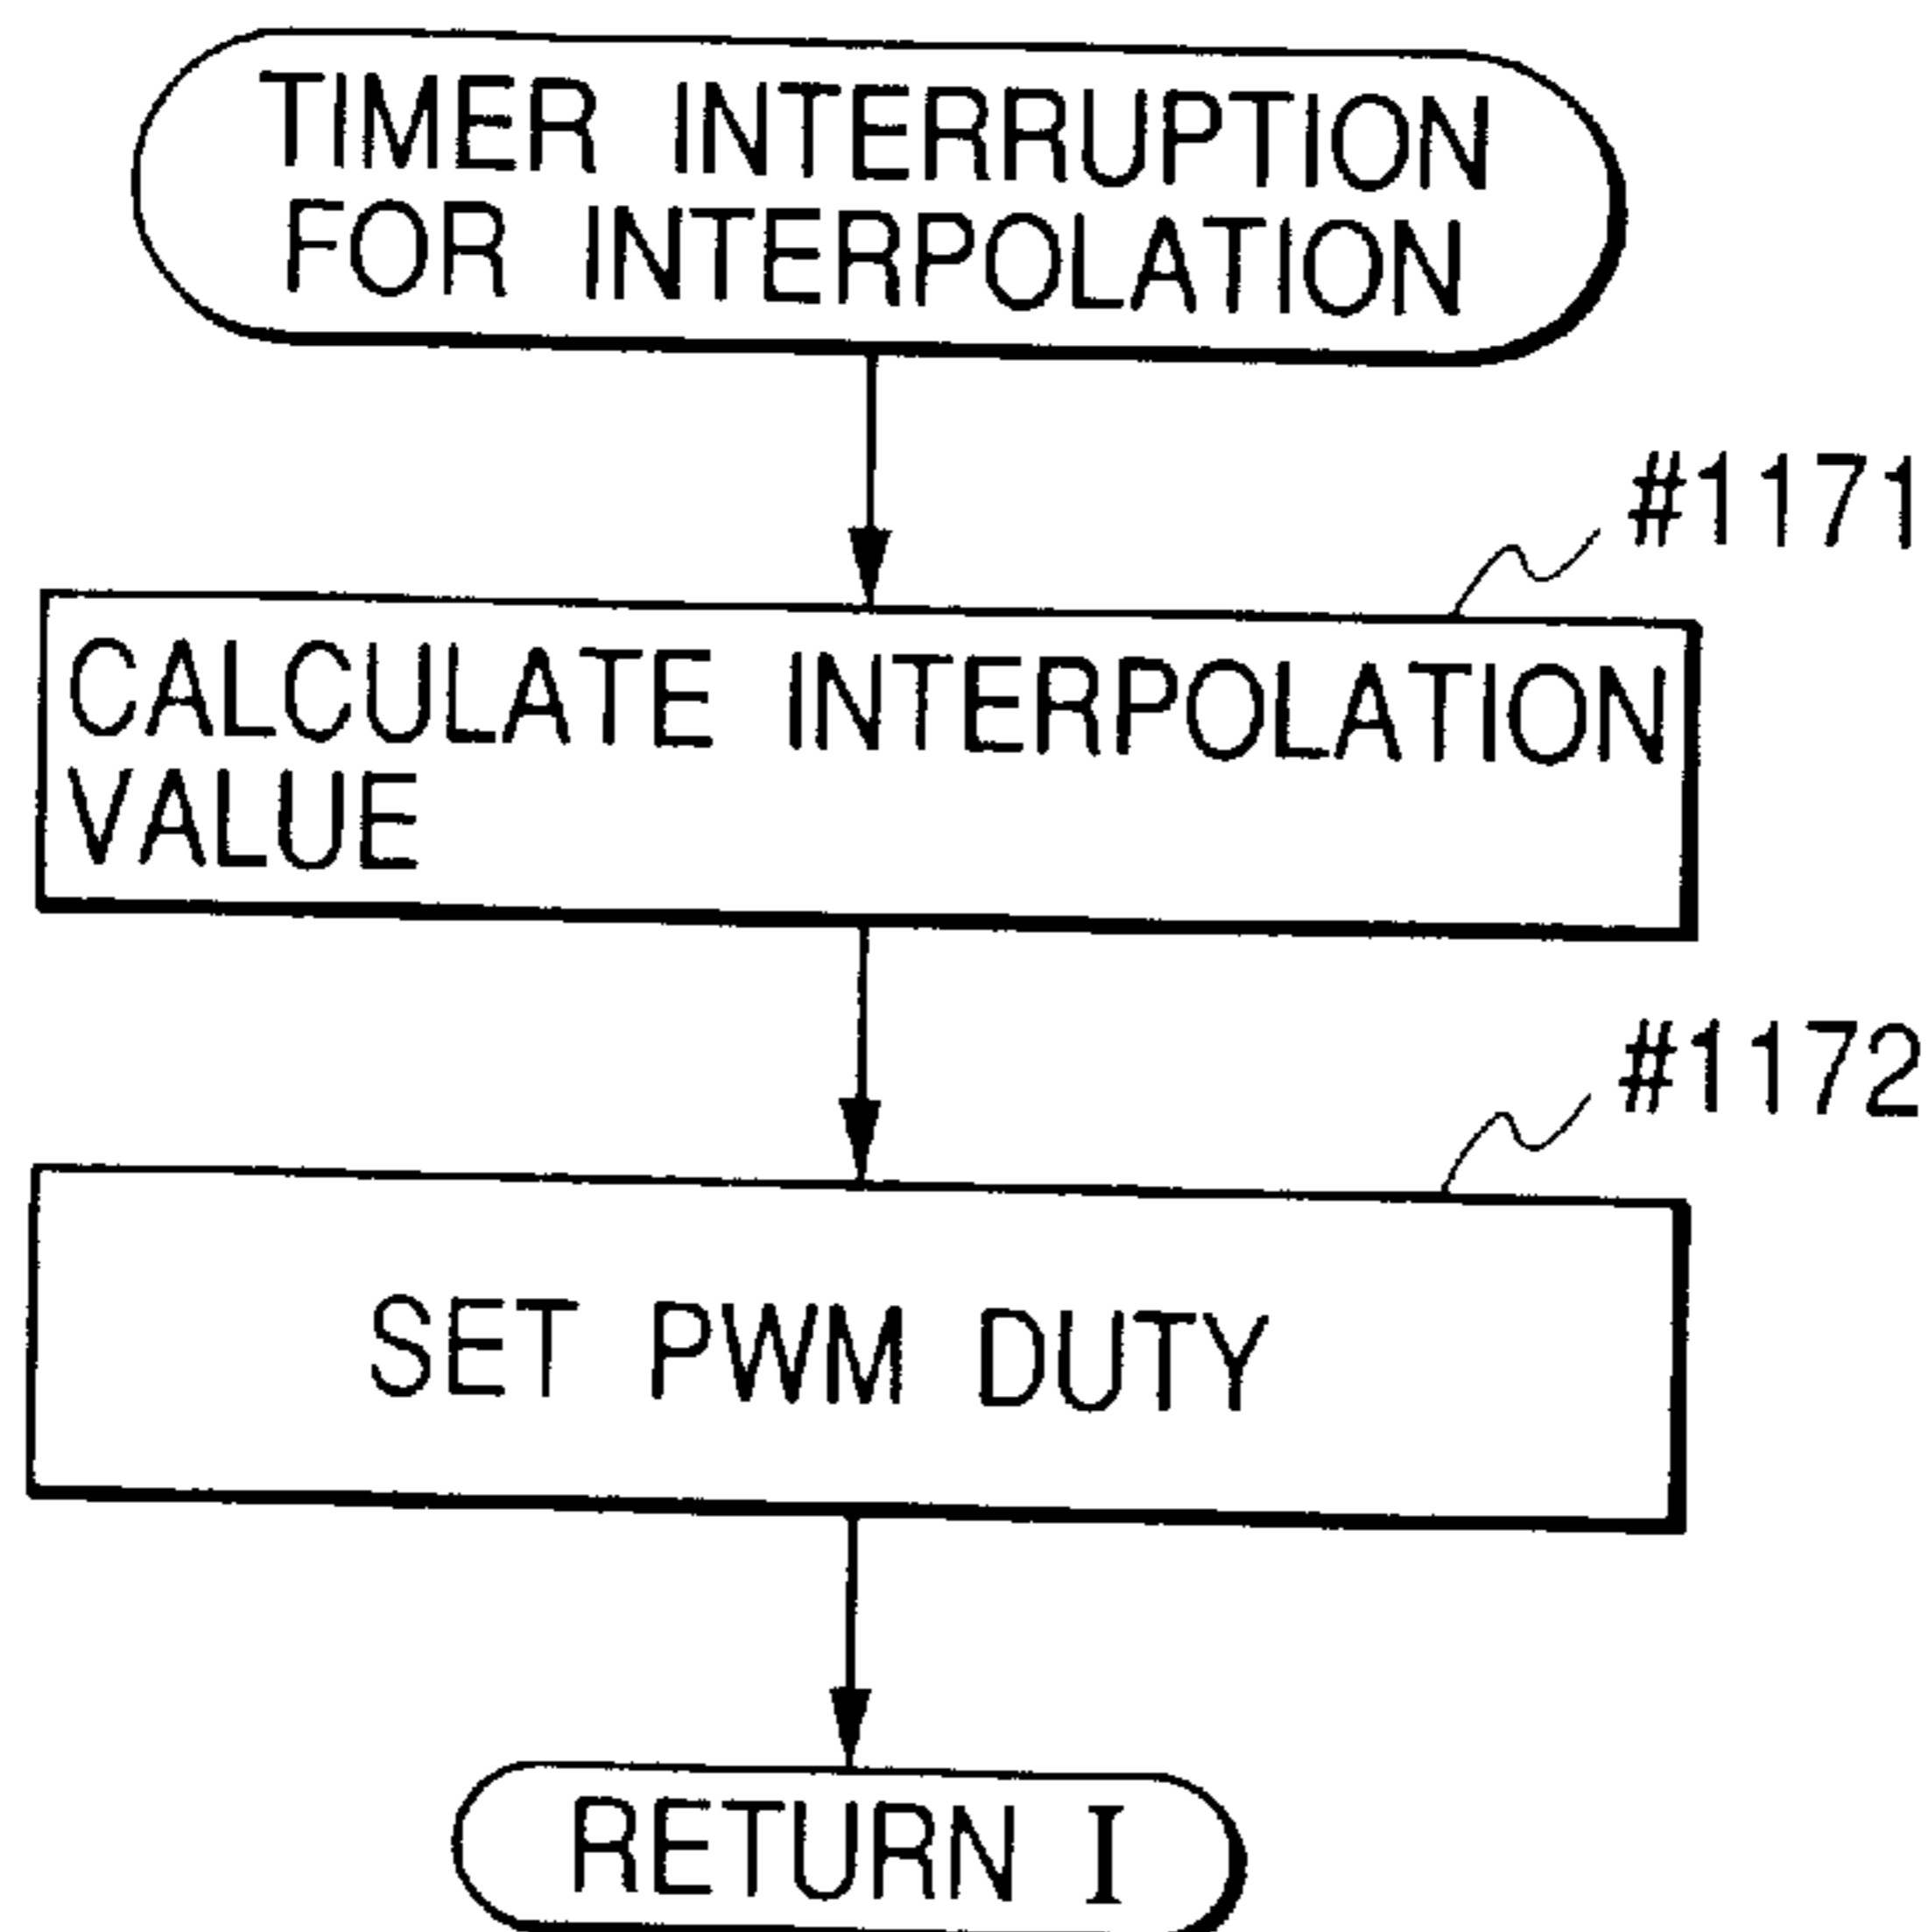 TIMER INTERRUPTION
FOR INTERPOLATION
#1171
CALCULATE INTERPOLATION
VALUE
#1172
SET PWM DUTY
RETURN I